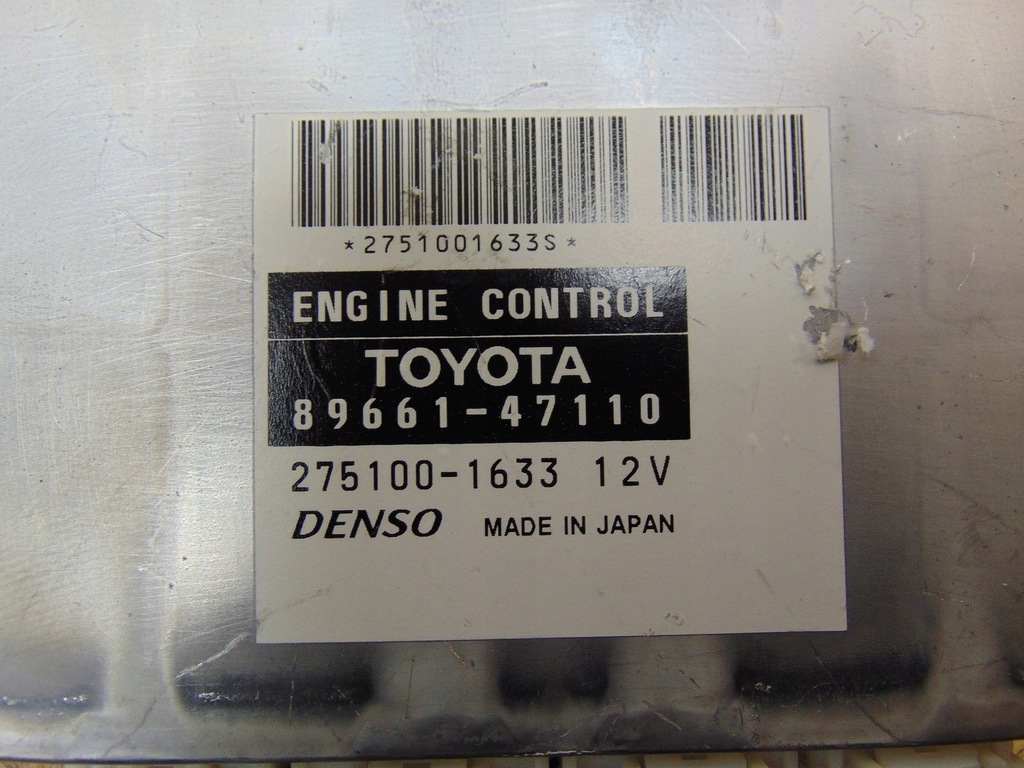 *2751001633S*
ENGINE CONTROL
TOYOTA
89661-47110
275100-1633 12V
DENSO MADE IN JAPAN